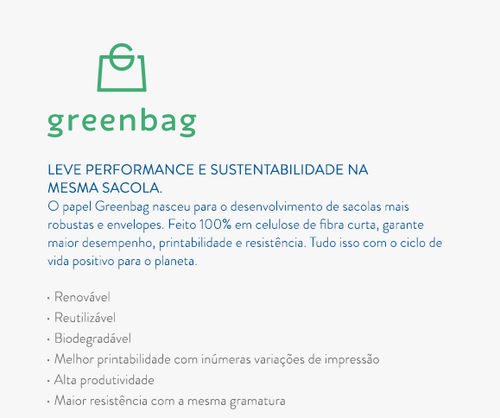 greenbag
LEVE PERFORMANCE E SUSTENTABILIDADE NA
MESMA SACOLA.
O papel Greenbag nasceu para o desenvolvimento de sacolas mais
robustas e envelopes. Feito 100% em celulose de fibra curta, garante
maior desempenho, printabilidade e resistência. Tudo isso com o ciclo de
vida positivo para o planeta.
• Renovável
• Reutilizável
• Biodegradável
• Melhor printabilidade com inúmeras variações de impressão
• Alta produtividade
• Maior resistência com a mesma gramatura